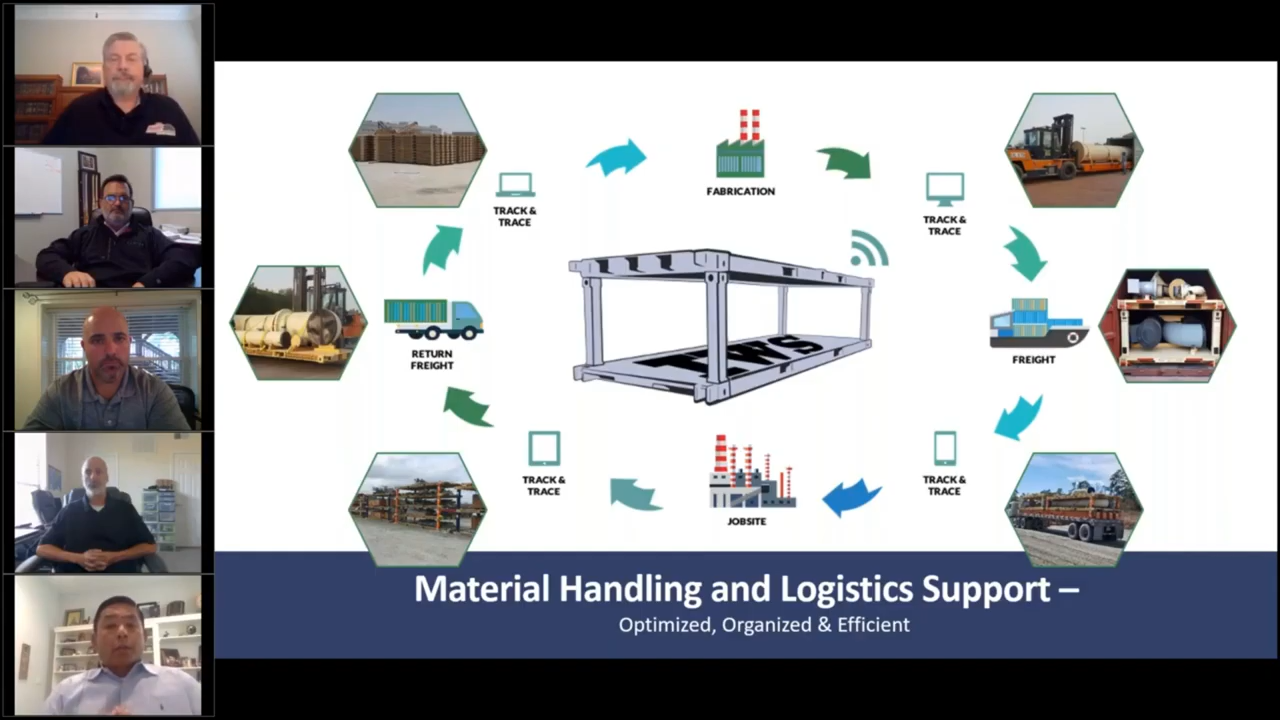 FABRICATION
TRACK &
TRACE
TRACK &
TRACE
RETURN
FREIGHT
FREIGHT
TRACK &
TRACE
JOBSITE
TRACK &
TRACE
Material Handling and Logistics Support –
Optimized, Organized & Efficient